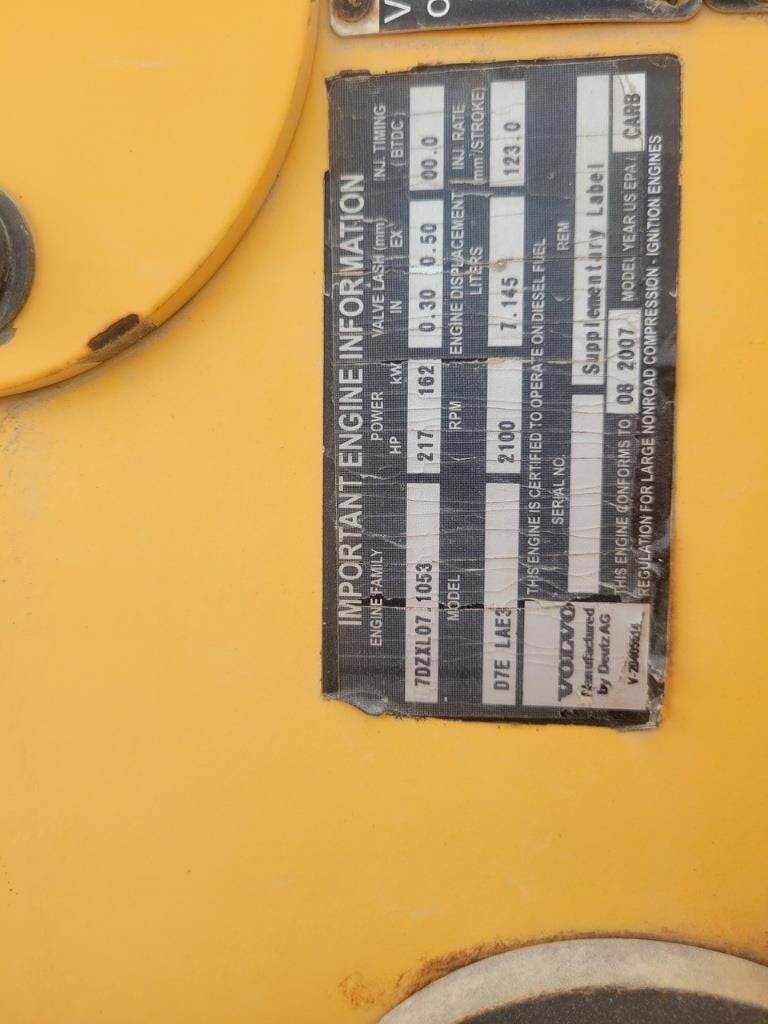 V
O
IMPORTANT ENGINE INFORMATION
ENGINE FAMILY POWER VALVE LASH (mm) INJ. TIMING
HP kW IN EX (BTDC)
7DZXL07.1053 217 162 0.30 0.50 00.0
MODEL RPM ENGINE DISPLACEMENT INJ. RATE
LITERS (mm³/STROKE)
D7E LAE3 2100 7.145 123.0
THIS ENGINE IS CERTIFIED TO OPERATE ON DIESEL FUEL
SERIAL NO. REM
Supplementary Label
VOLVO
Manufactured
by Deutz AG
THIS ENGINE CONFORMS TO 08 2007 MODEL YEAR US EPA / CARB
REGULATION FOR LARGE NONROAD COMPRESSION - IGNITION ENGINES